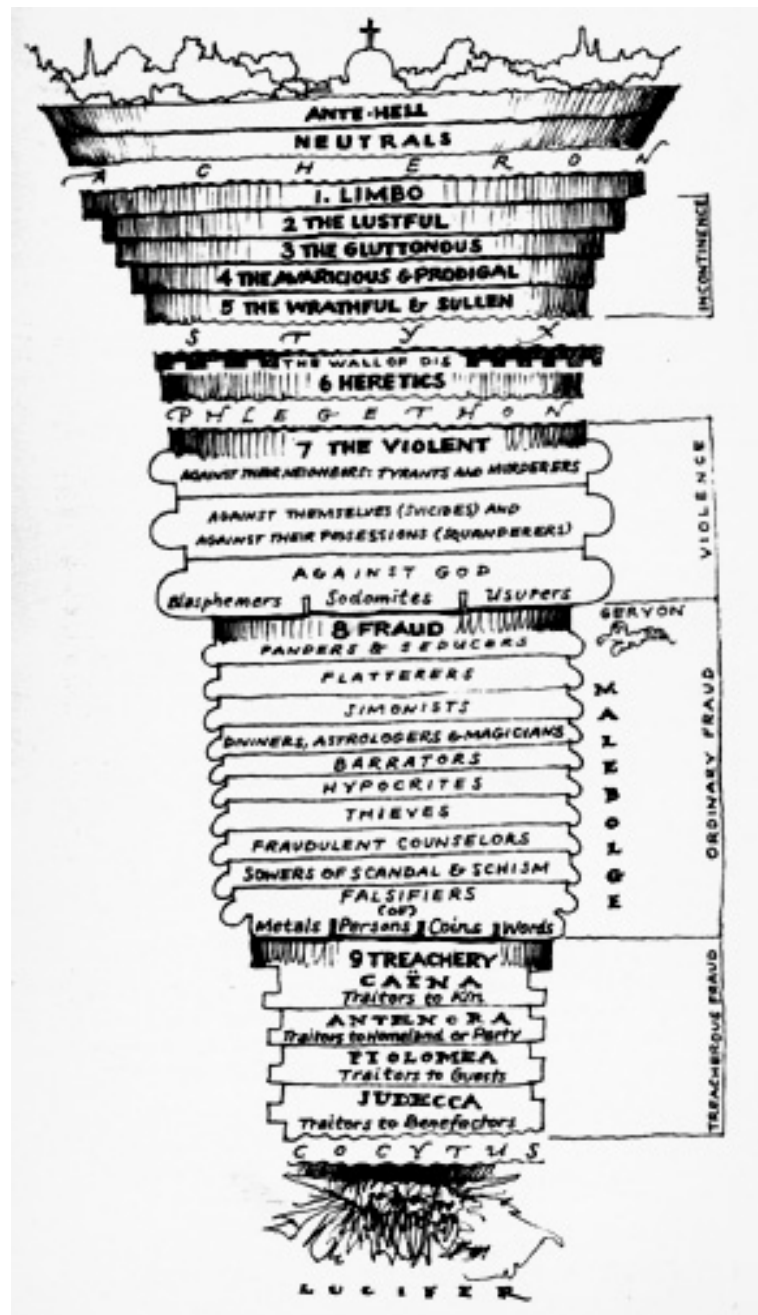 ANTE-HELL
NEUTRALS
ACHERON
1. LIMBO
2 THE LUSTFUL
3 THE GLUTTONOUS
4 THE AVARICIOUS & PRODIGAL
5 THE WRATHFUL & SULLEN
INCONTINENCE
STYX
THE WALL OF DIS
6 HERETICS
PHLEGETHON
7 THE VIOLENT
AGAINST THEIR NEIGHBORS: TYRANTS AND MURDERERS
AGAINST THEMSELVES (SUICIDES) AND
AGAINST THEIR POSSESSIONS (SQUANDERERS)
AGAINST GOD
Blasphemers Sodomites Usurers
VIOLENCE
8 FRAUD
PANDERS & SEDUCERS
FLATTERERS
SIMONISTS
DIVINERS, ASTROLOGERS & MAGICIANS
BARRATORS
HYPOCRITES
THIEVES
FRAUDULENT COUNSELORS
SOWERS OF SCANDAL & SCHISM
FALSIFIERS
(OF)
Metals Persons Coins Words
GERYON
MALEBOLGE
ORDINARY FRAUD
9 TREACHERY
CAÏNA
Traitors to Kin
ANTENORA
Traitors to Homeland or Party
PTOLOMEA
Traitors to Guests
JUDECCA
Traitors to Benefactors
TREACHEROUS FRAUD
COCYTUS
LUCIFER